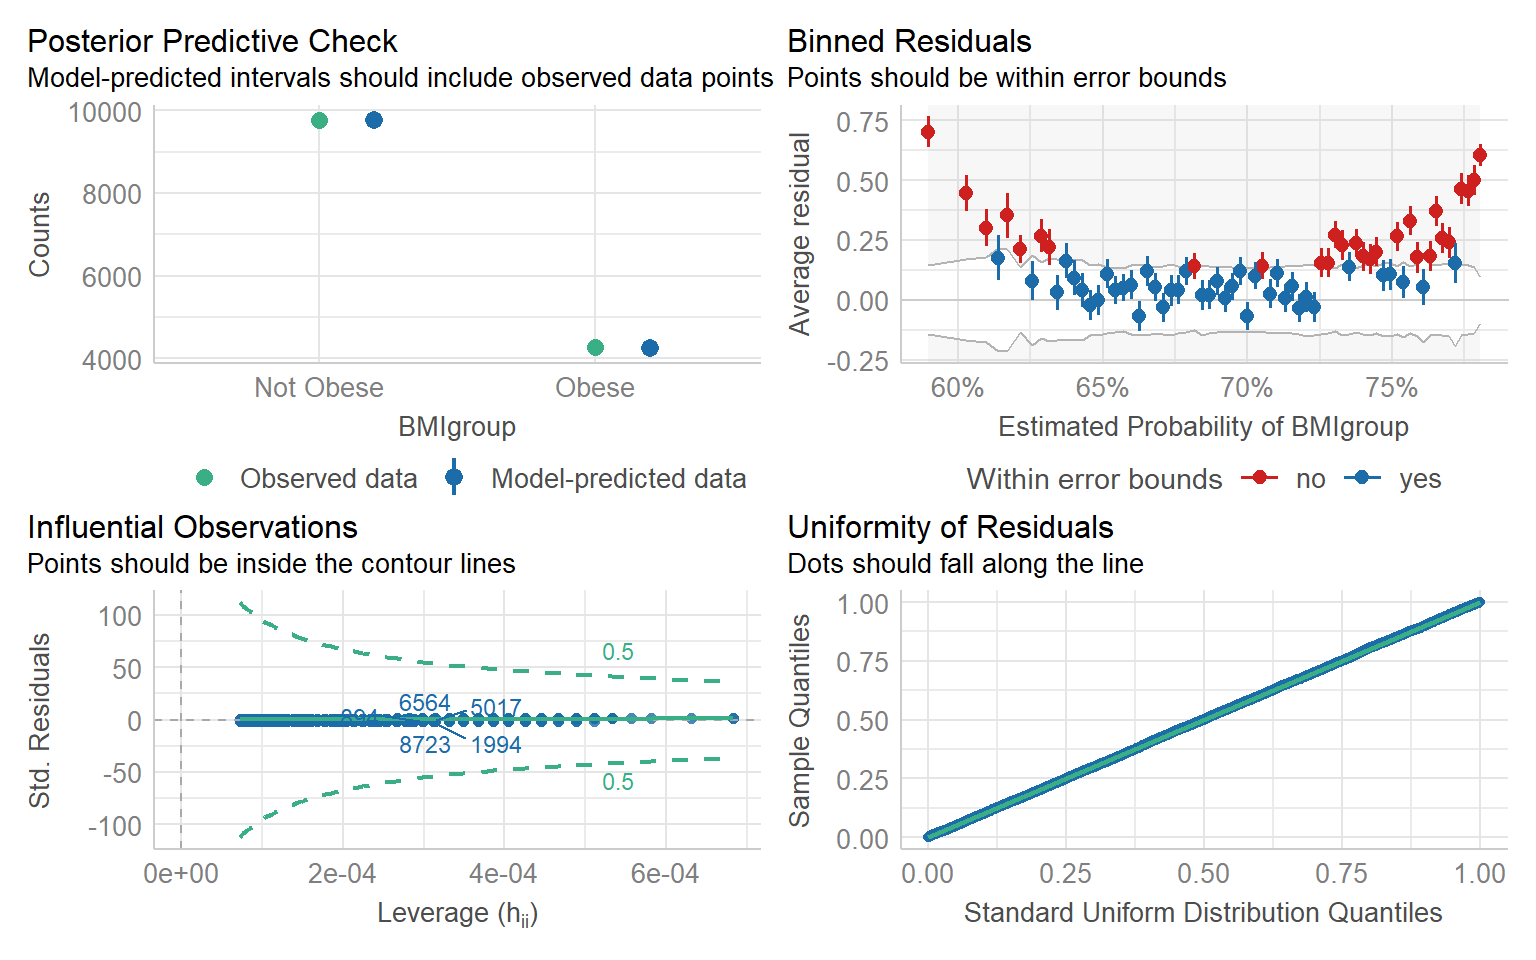 Posterior Predictive Check
Model-predicted intervals should include observed data points
Counts
10000
8000
6000
4000
Not Obese
Obese
BMIgroup
Observed data
Model-predicted data
Binned Residuals
Points should be within error bounds
Average residual
0.75
0.50
0.25
0.00
-0.25
60%
65%
70%
75%
Estimated Probability of BMIgroup
Within error bounds
no
yes
Influential Observations
Points should be inside the contour lines
Std. Residuals
100
50
0
-50
-100
0.5
6564
5017
8723
1994
0.5
0e+00
2e-04
4e-04
6e-04
Leverage (hii)
Uniformity of Residuals
Dots should fall along the line
Sample Quantiles
1.00
0.75
0.50
0.25
0.00
0.00
0.25
0.50
0.75
1.00
Standard Uniform Distribution Quantiles